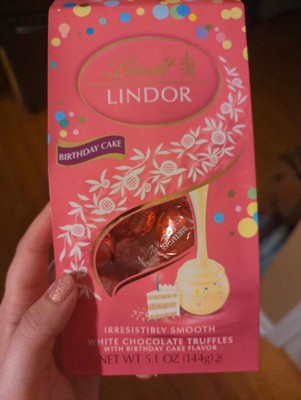 Lindt
LINDOR
BIRTHDAY CAKE
IRRESISTIBLY SMOOTH
WHITE CHOCOLATE TRUFFLES
WITH BIRTHDAY CAKE FLAVOR
NET WT 5.1 OZ (144g)